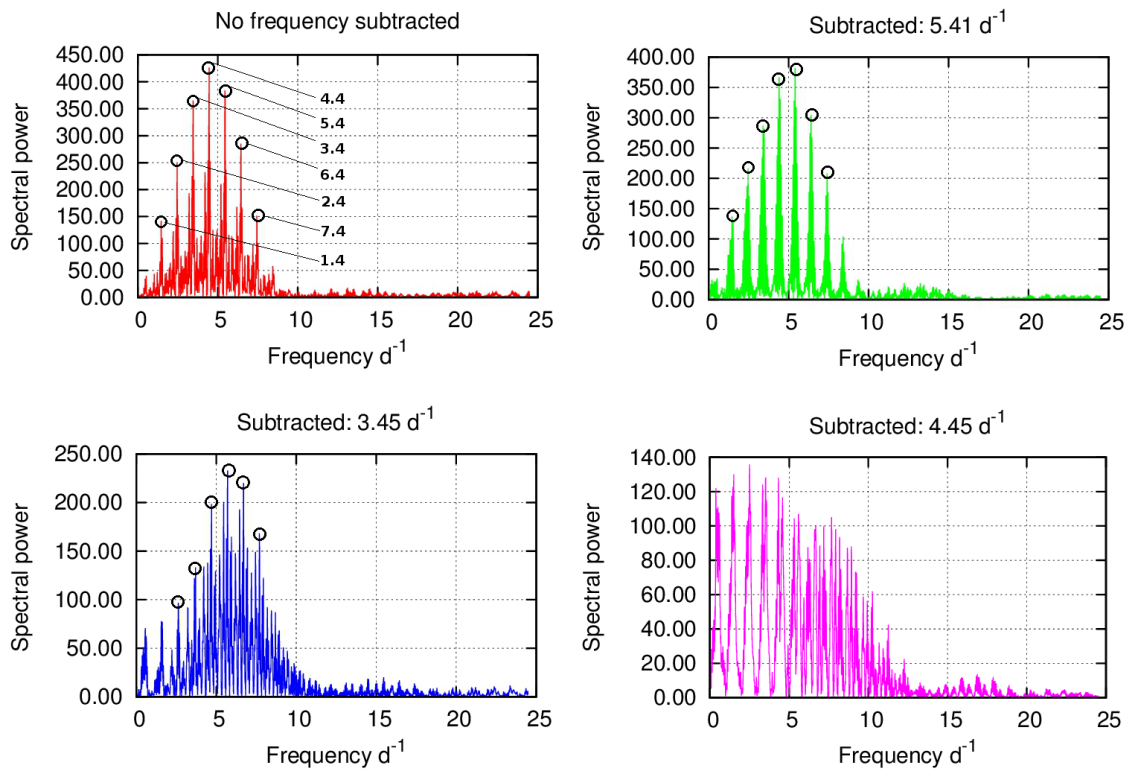 No frequency subtracted
Spectral power
450.00
400.00
350.00
300.00
250.00
200.00
150.00
100.00
50.00
0.00
4.4
5.4
3.4
6.4
2.4
7.4
1.4
0 5 10 15 20 25
Frequency d⁻¹
Subtracted: 5.41 d⁻¹
Spectral power
400.00
350.00
300.00
250.00
200.00
150.00
100.00
50.00
0.00
0 5 10 15 20 25
Frequency d⁻¹
Subtracted: 3.45 d⁻¹
Spectral power
250.00
200.00
150.00
100.00
50.00
0.00
0 5 10 15 20 25
Frequency d⁻¹
Subtracted: 4.45 d⁻¹
Spectral power
140.00
120.00
100.00
80.00
60.00
40.00
20.00
0.00
0 5 10 15 20 25
Frequency d⁻¹